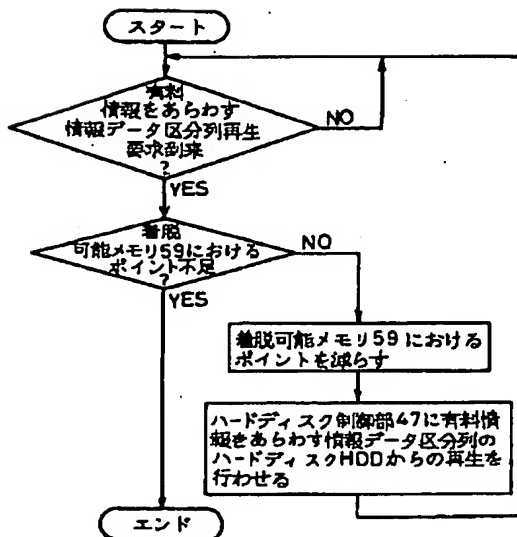 スタート
有料
情報をあらわす
情報データ区分列再生
要求到来
?
NO
YES
着脱
可能メモリ59における
ポイント不足
?
NO
YES
着脱可能メモリ59における
ポイントを減らす
ハードディスク制御部47に有料情
報をあらわす情報データ区分列の
ハードディスクHDDからの再生を
行わせる
エンド